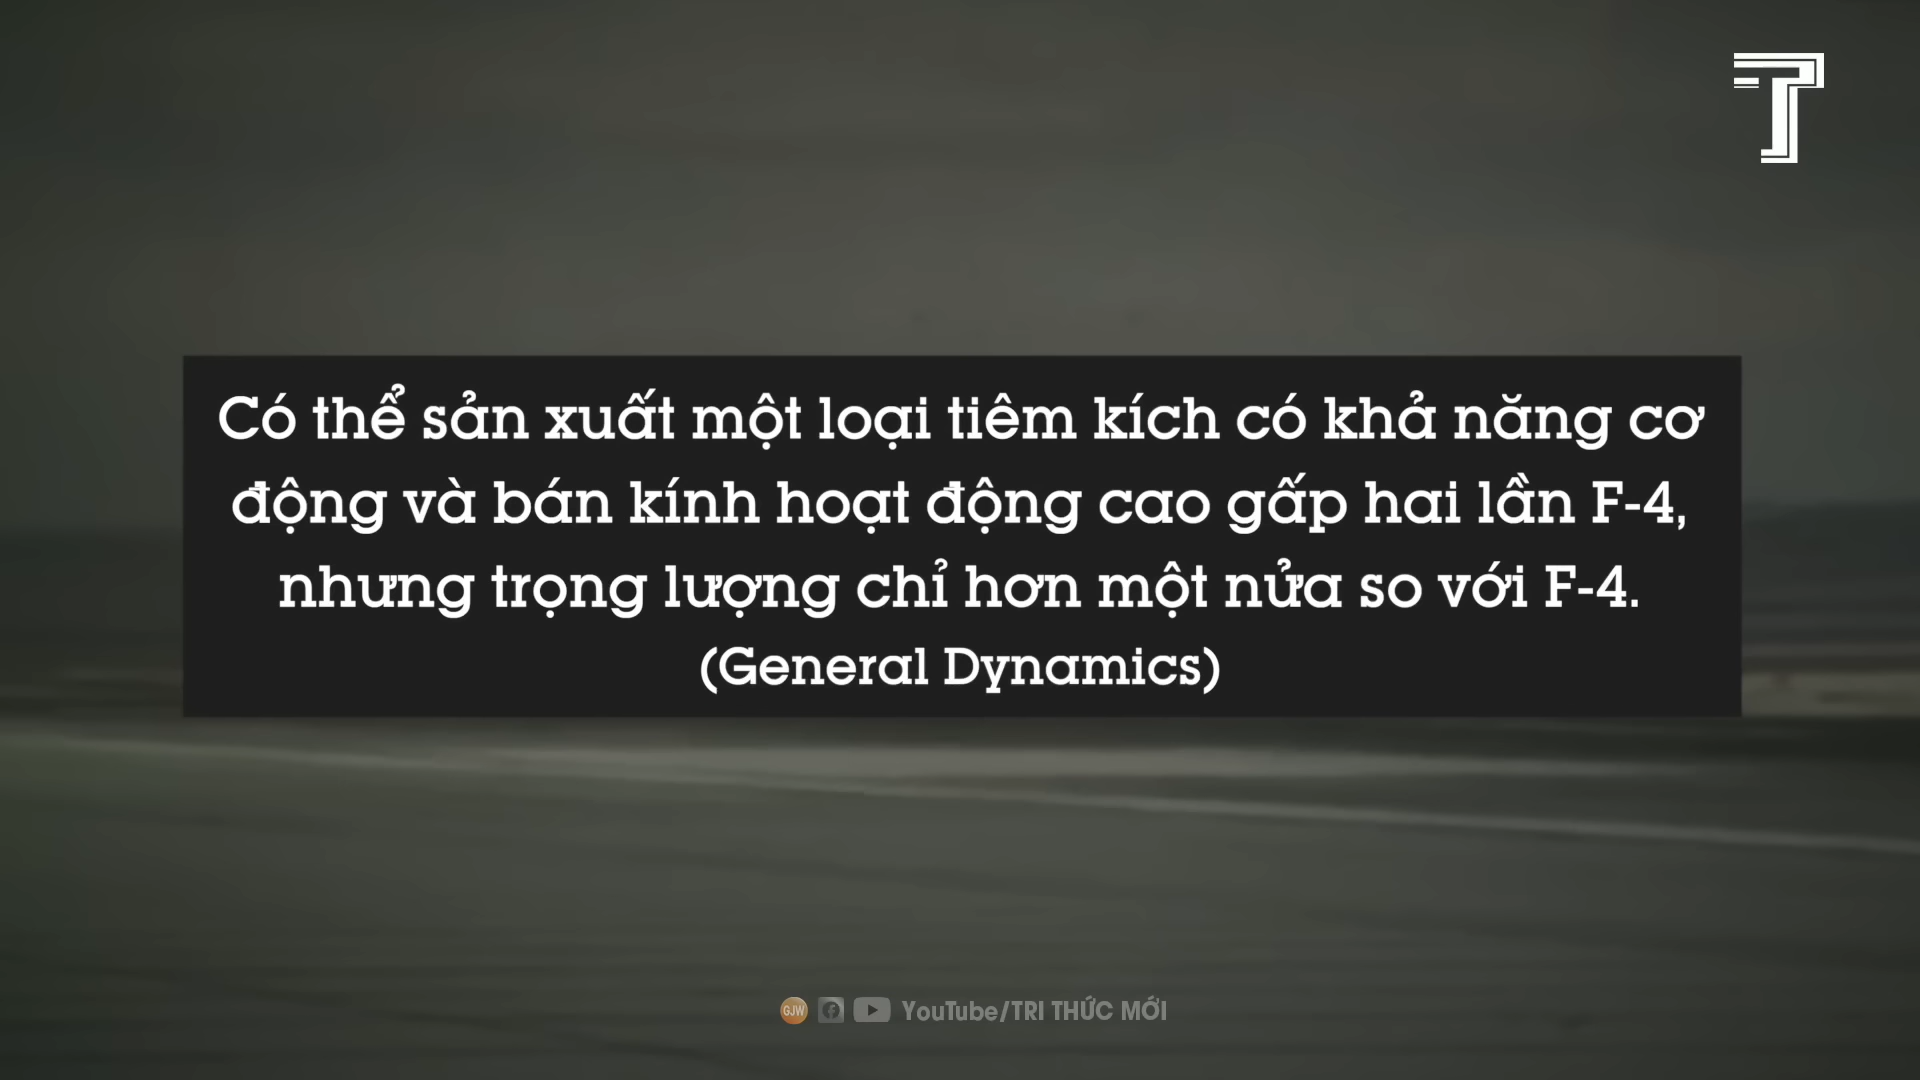 T
Có thể sản xuất một loại tiêm kích có khả năng cơ
động và bán kính hoạt động cao gấp hai lần F-4,
nhưng trọng lượng chỉ hơn một nửa so với F-4.
(General Dynamics)
GJW YouTube/TRI THỨC MỚI